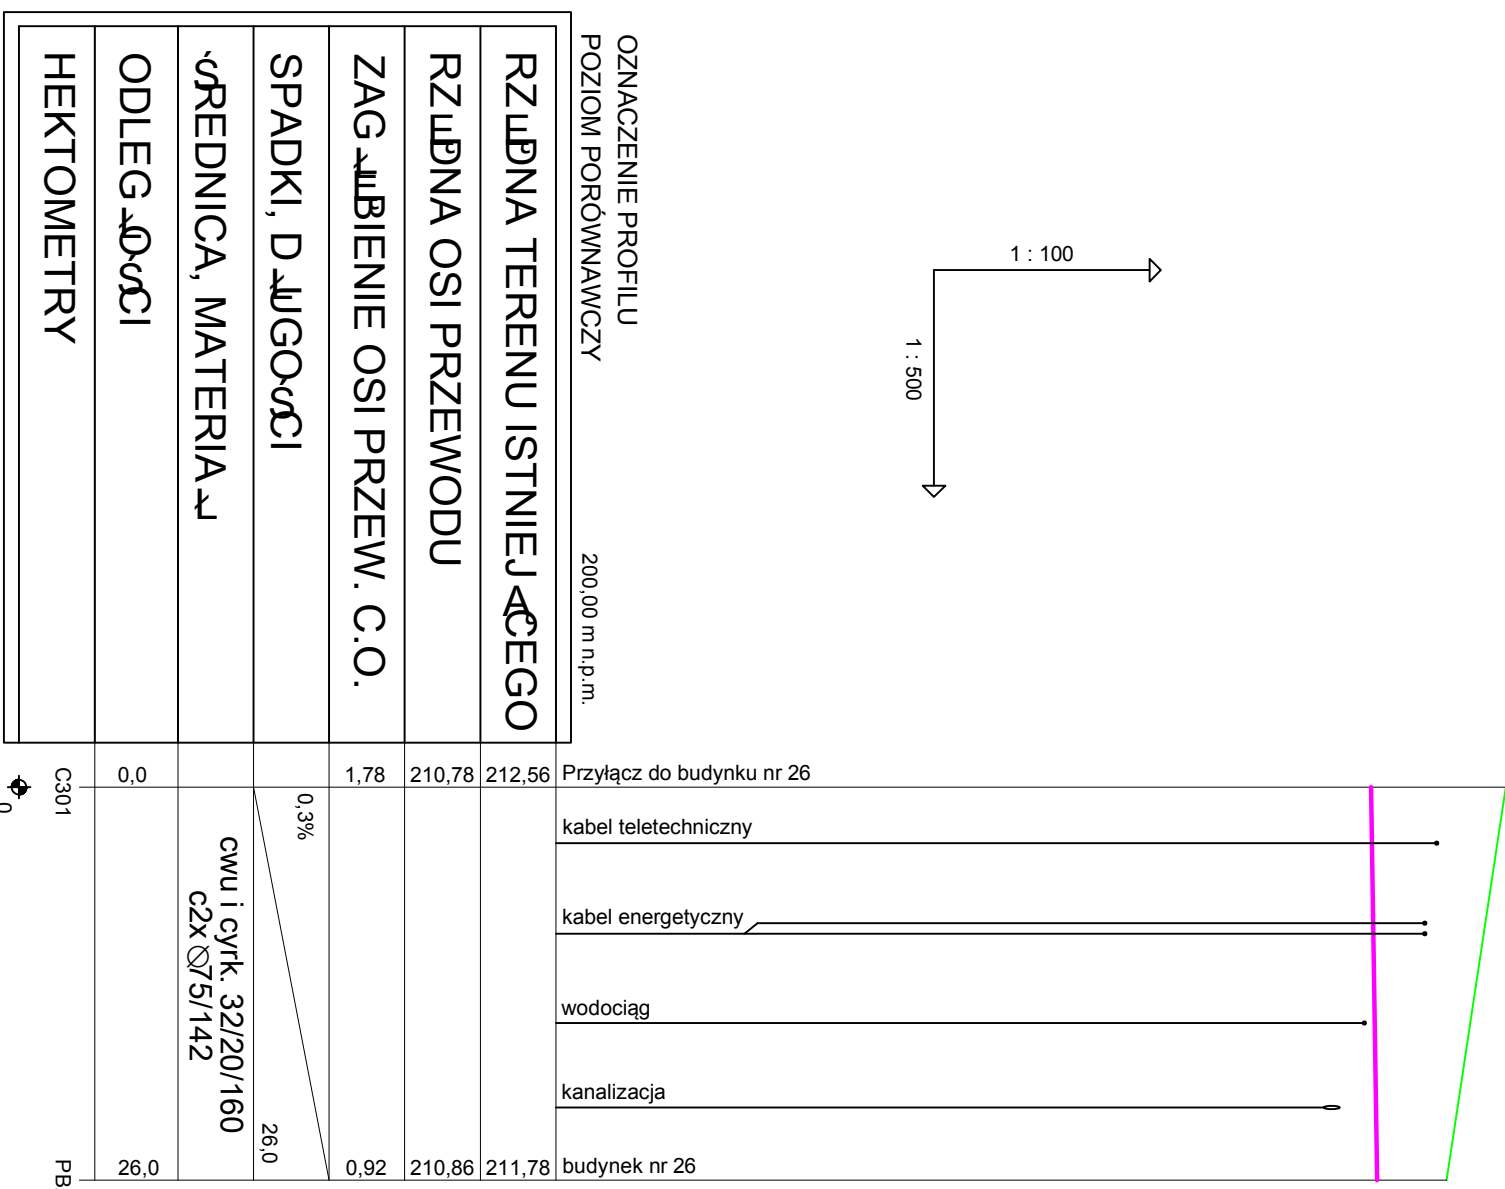 OZNACZENIE PROFILU
POZIOM PORÓWNAWCZY 200,00 m n.p.m.
1 : 100
1 : 500
RZĘDNA TERENU ISTNIEJĄCEGO
RZĘDNA OSI PRZEWODU
ZAGŁĘBIENIE OSI PRZEW. C.O.
SPADKI, DŁUGOŚCI
ŚREDNICA, MATERIAŁ
ODLEGŁOŚCI
HEKTOMETRY
Przyłącz do budynku nr 26
212,56
210,78
1,78
0,0
C301
0
kabel teletechniczny
kabel energetyczny
wodociąg
kanalizacja
budynek nr 26
0,3%
26,0
cwu i cyrk. 32/20/160
c2x∅75/142
211,78
210,86
0,92
26,0
PB